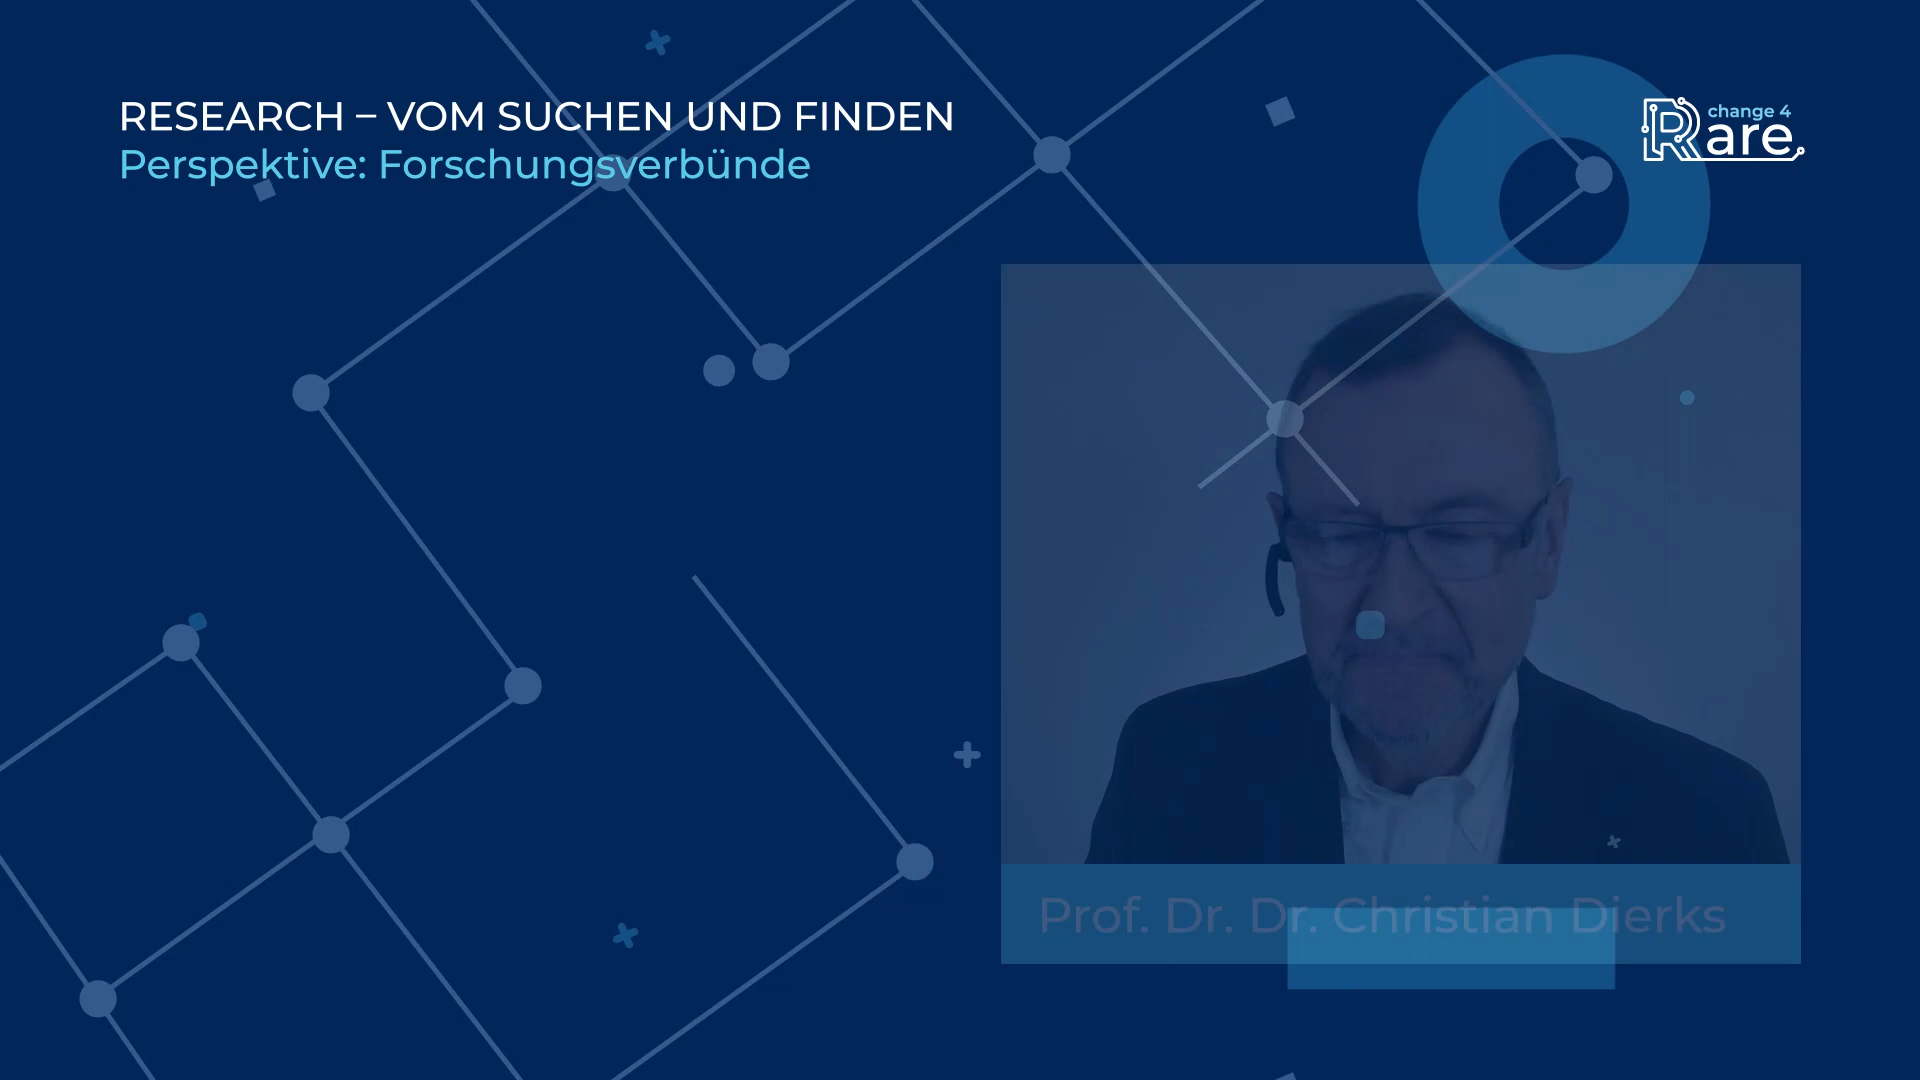 RESEARCH – VOM SUCHEN UND FINDEN
Perspektive: Forschungsverbünde
change 4
Rare.
Prof. Dr. Dr. Christian Dierks